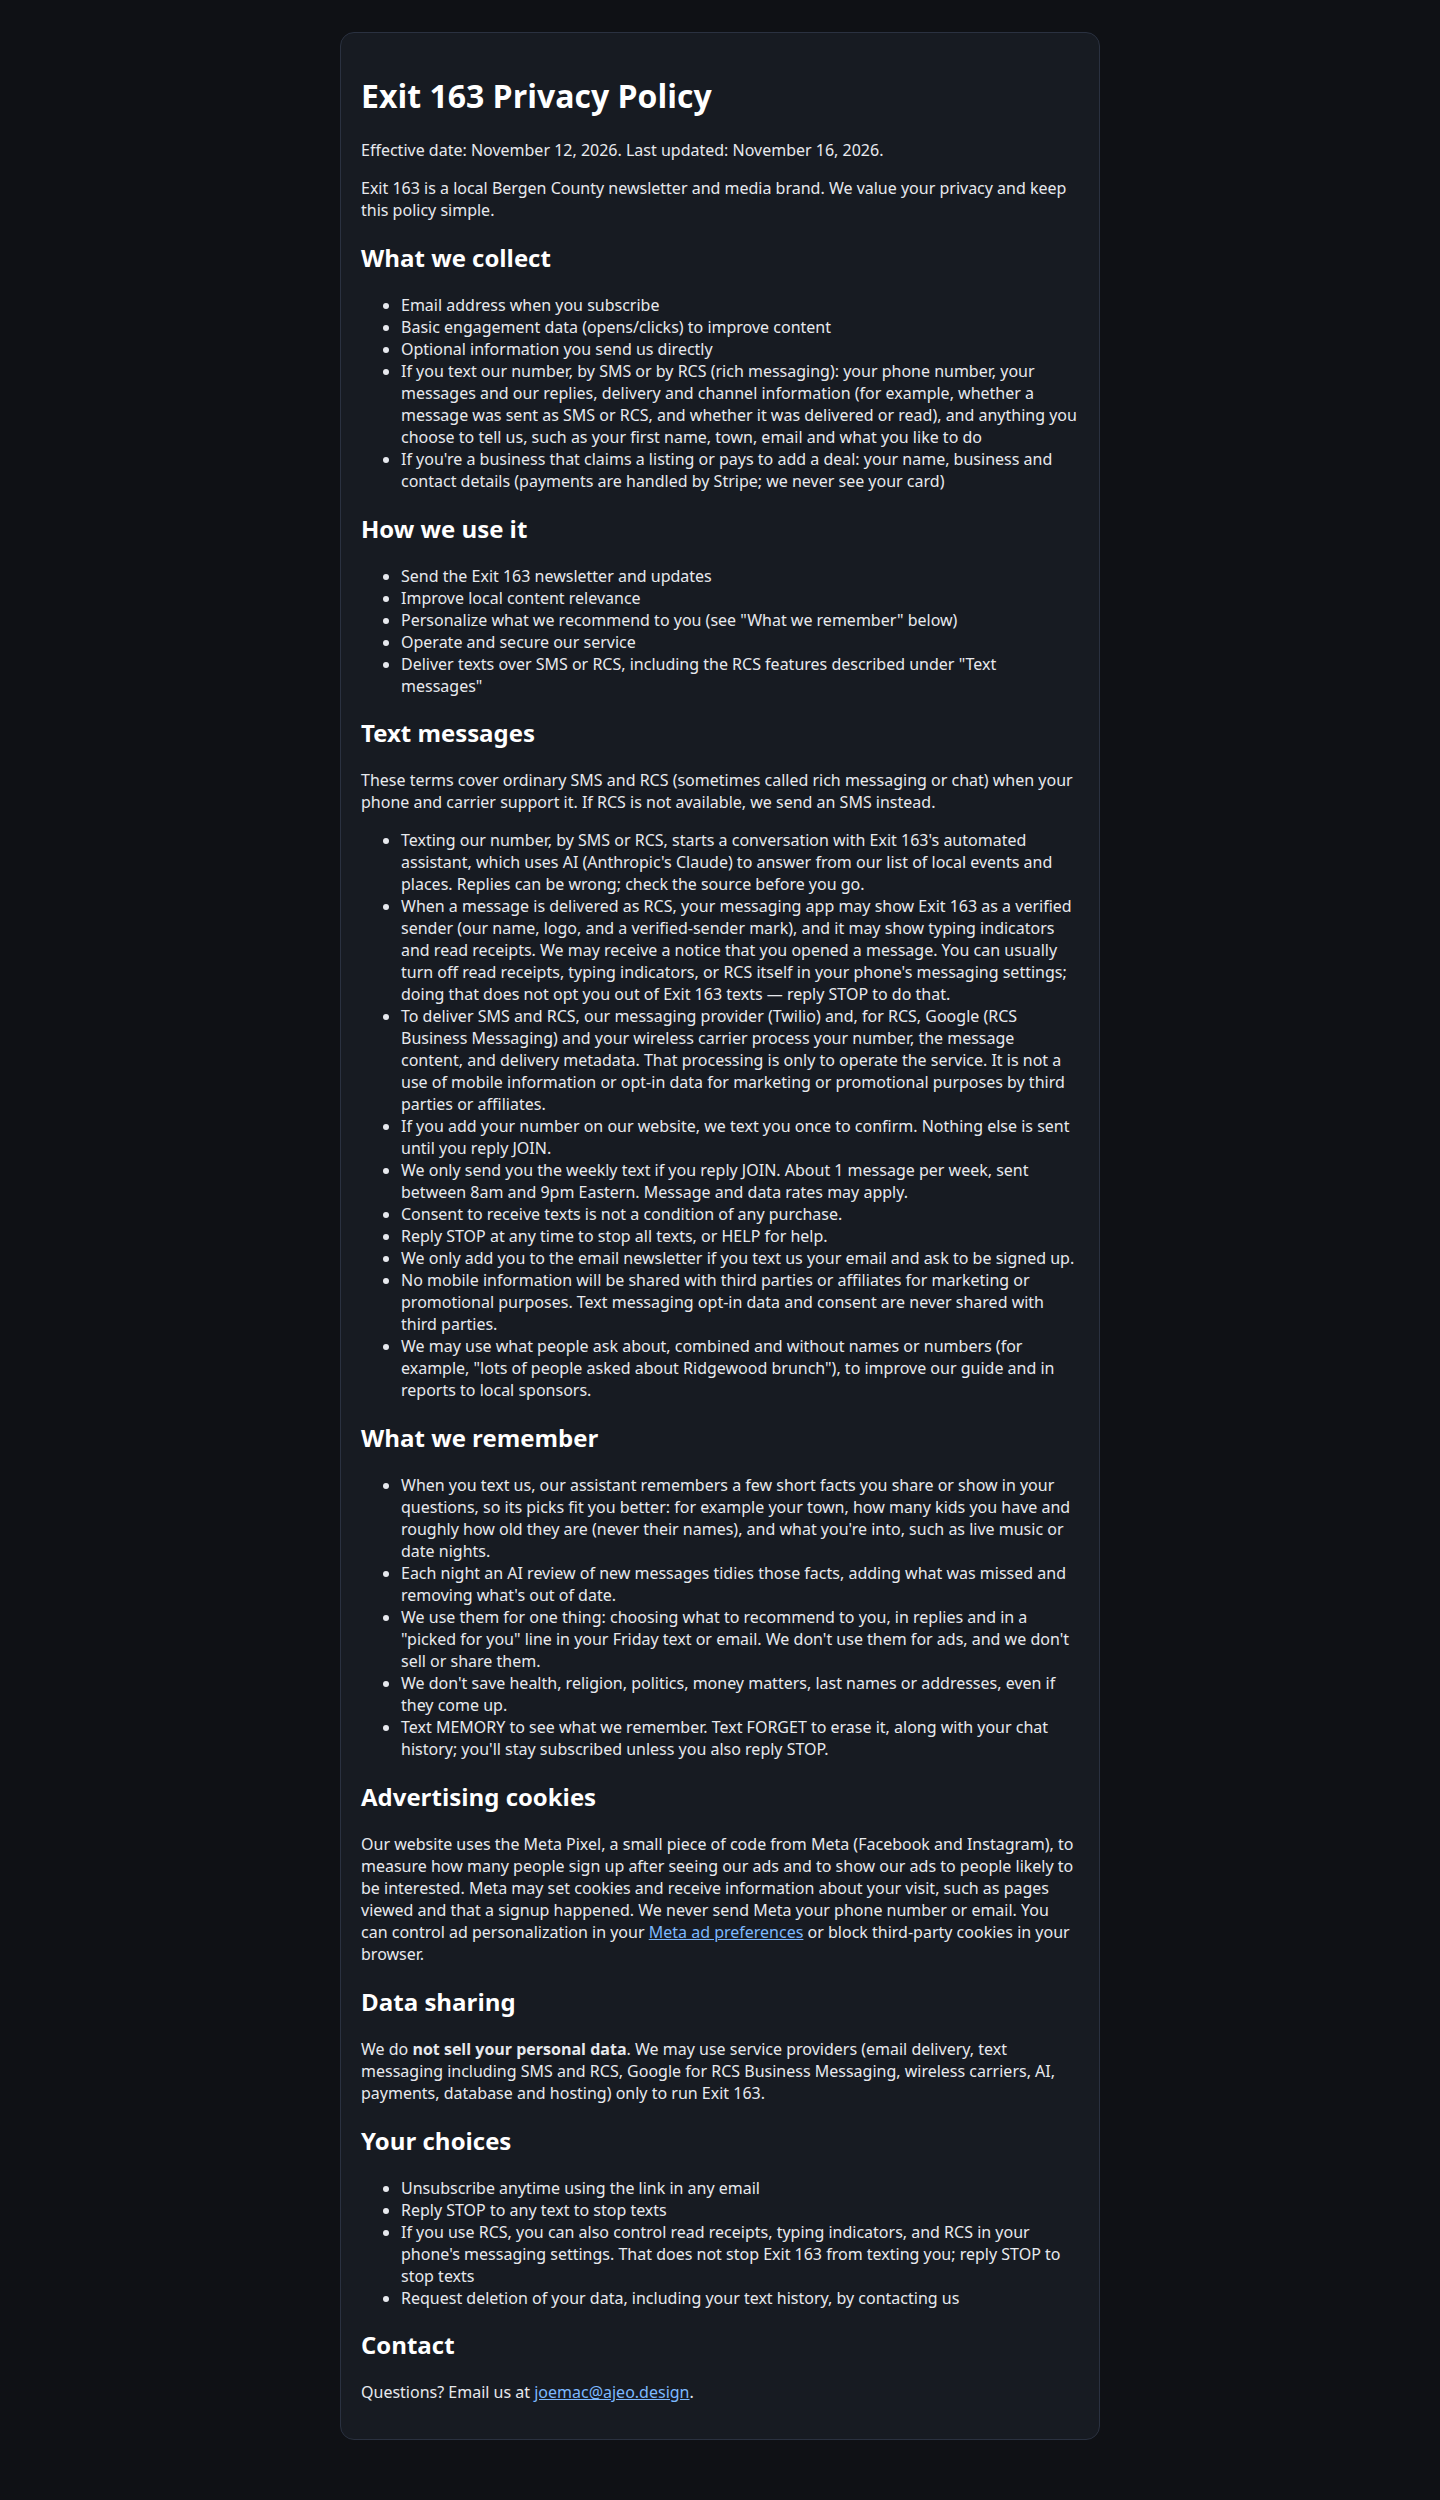 Exit 163 Privacy Policy
Effective date: November 12, 2026. Last updated: November 16, 2026.
Exit 163 is a local Bergen County newsletter and media brand. We value your privacy and keep
this policy simple.
What we collect
• Email address when you subscribe
• Basic engagement data (opens/clicks) to improve content
• Optional information you send us directly
• If you text our number, by SMS or by RCS (rich messaging): your phone number, your
messages and our replies, delivery and channel information (for example, whether a
message was sent as SMS or RCS, and whether it was delivered or read), and anything you
choose to tell us, such as your first name, town, email and what you like to do
• If you're a business that claims a listing or pays to add a deal: your name, business and
contact details (payments are handled by Stripe; we never see your card)
How we use it
• Send the Exit 163 newsletter and updates
• Improve local content relevance
• Personalize what we recommend to you (see "What we remember" below)
• Operate and secure our service
• Deliver texts over SMS or RCS, including the RCS features described under "Text
messages"
Text messages
These terms cover ordinary SMS and RCS (sometimes called rich messaging or chat) when your
phone and carrier support it. If RCS is not available, we send an SMS instead.
• Texting our number, by SMS or RCS, starts a conversation with Exit 163's automated
assistant, which uses AI (Anthropic's Claude) to answer from our list of local events and
places. Replies can be wrong; check the source before you go.
• When a message is delivered as RCS, your messaging app may show Exit 163 as a verified
sender (our name, logo, and a verified-sender mark), and it may show typing indicators
and read receipts. We may receive a notice that you opened a message. You can usually
turn off read receipts, typing indicators, or RCS itself in your phone's messaging settings;
doing that does not opt you out of Exit 163 texts — reply STOP to do that.
• To deliver SMS and RCS, our messaging provider (Twilio) and, for RCS, Google (RCS
Business Messaging) and your wireless carrier process your number, the message
content, and delivery metadata. That processing is only to operate the service. It is not a
use of mobile information or opt-in data for marketing or promotional purposes by third
parties or affiliates.
• If you add your number on our website, we text you once to confirm. Nothing else is sent
until you reply JOIN.
• We only send you the weekly text if you reply JOIN. About 1 message per week, sent
between 8am and 9pm Eastern. Message and data rates may apply.
• Consent to receive texts is not a condition of any purchase.
• Reply STOP at any time to stop all texts, or HELP for help.
• We only add you to the email newsletter if you text us your email and ask to be signed up.
• No mobile information will be shared with third parties or affiliates for marketing or
promotional purposes. Text messaging opt-in data and consent are never shared with
third parties.
• We may use what people ask about, combined and without names or numbers (for
example, "lots of people asked about Ridgewood brunch"), to improve our guide and in
reports to local sponsors.
What we remember
• When you text us, our assistant remembers a few short facts you share or show in your
questions, so its picks fit you better: for example your town, how many kids you have and
roughly how old they are (never their names), and what you're into, such as live music or
date nights.
• Each night an AI review of new messages tidies those facts, adding what was missed and
removing what's out of date.
• We use them for one thing: choosing what to recommend to you, in replies and in a
"picked for you" line in your Friday text or email. We don't use them for ads, and we don't
sell or share them.
• We don't save health, religion, politics, money matters, last names or addresses, even if
they come up.
• Text MEMORY to see what we remember. Text FORGET to erase it, along with your chat
history; you'll stay subscribed unless you also reply STOP.
Advertising cookies
Our website uses the Meta Pixel, a small piece of code from Meta (Facebook and Instagram), to
measure how many people sign up after seeing our ads and to show our ads to people likely to
be interested. Meta may set cookies and receive information about your visit, such as pages
viewed and that a signup happened. We never send Meta your phone number or email. You
can control ad personalization in your Meta ad preferences or block third-party cookies in your
browser.
Data sharing
We do not sell your personal data. We may use service providers (email delivery, text
messaging including SMS and RCS, Google for RCS Business Messaging, wireless carriers, AI,
payments, database and hosting) only to run Exit 163.
Your choices
• Unsubscribe anytime using the link in any email
• Reply STOP to any text to stop texts
• If you use RCS, you can also control read receipts, typing indicators, and RCS in your
phone's messaging settings. That does not stop Exit 163 from texting you; reply STOP to
stop texts
• Request deletion of your data, including your text history, by contacting us
Contact
Questions? Email us at joemac@ajeo.design.